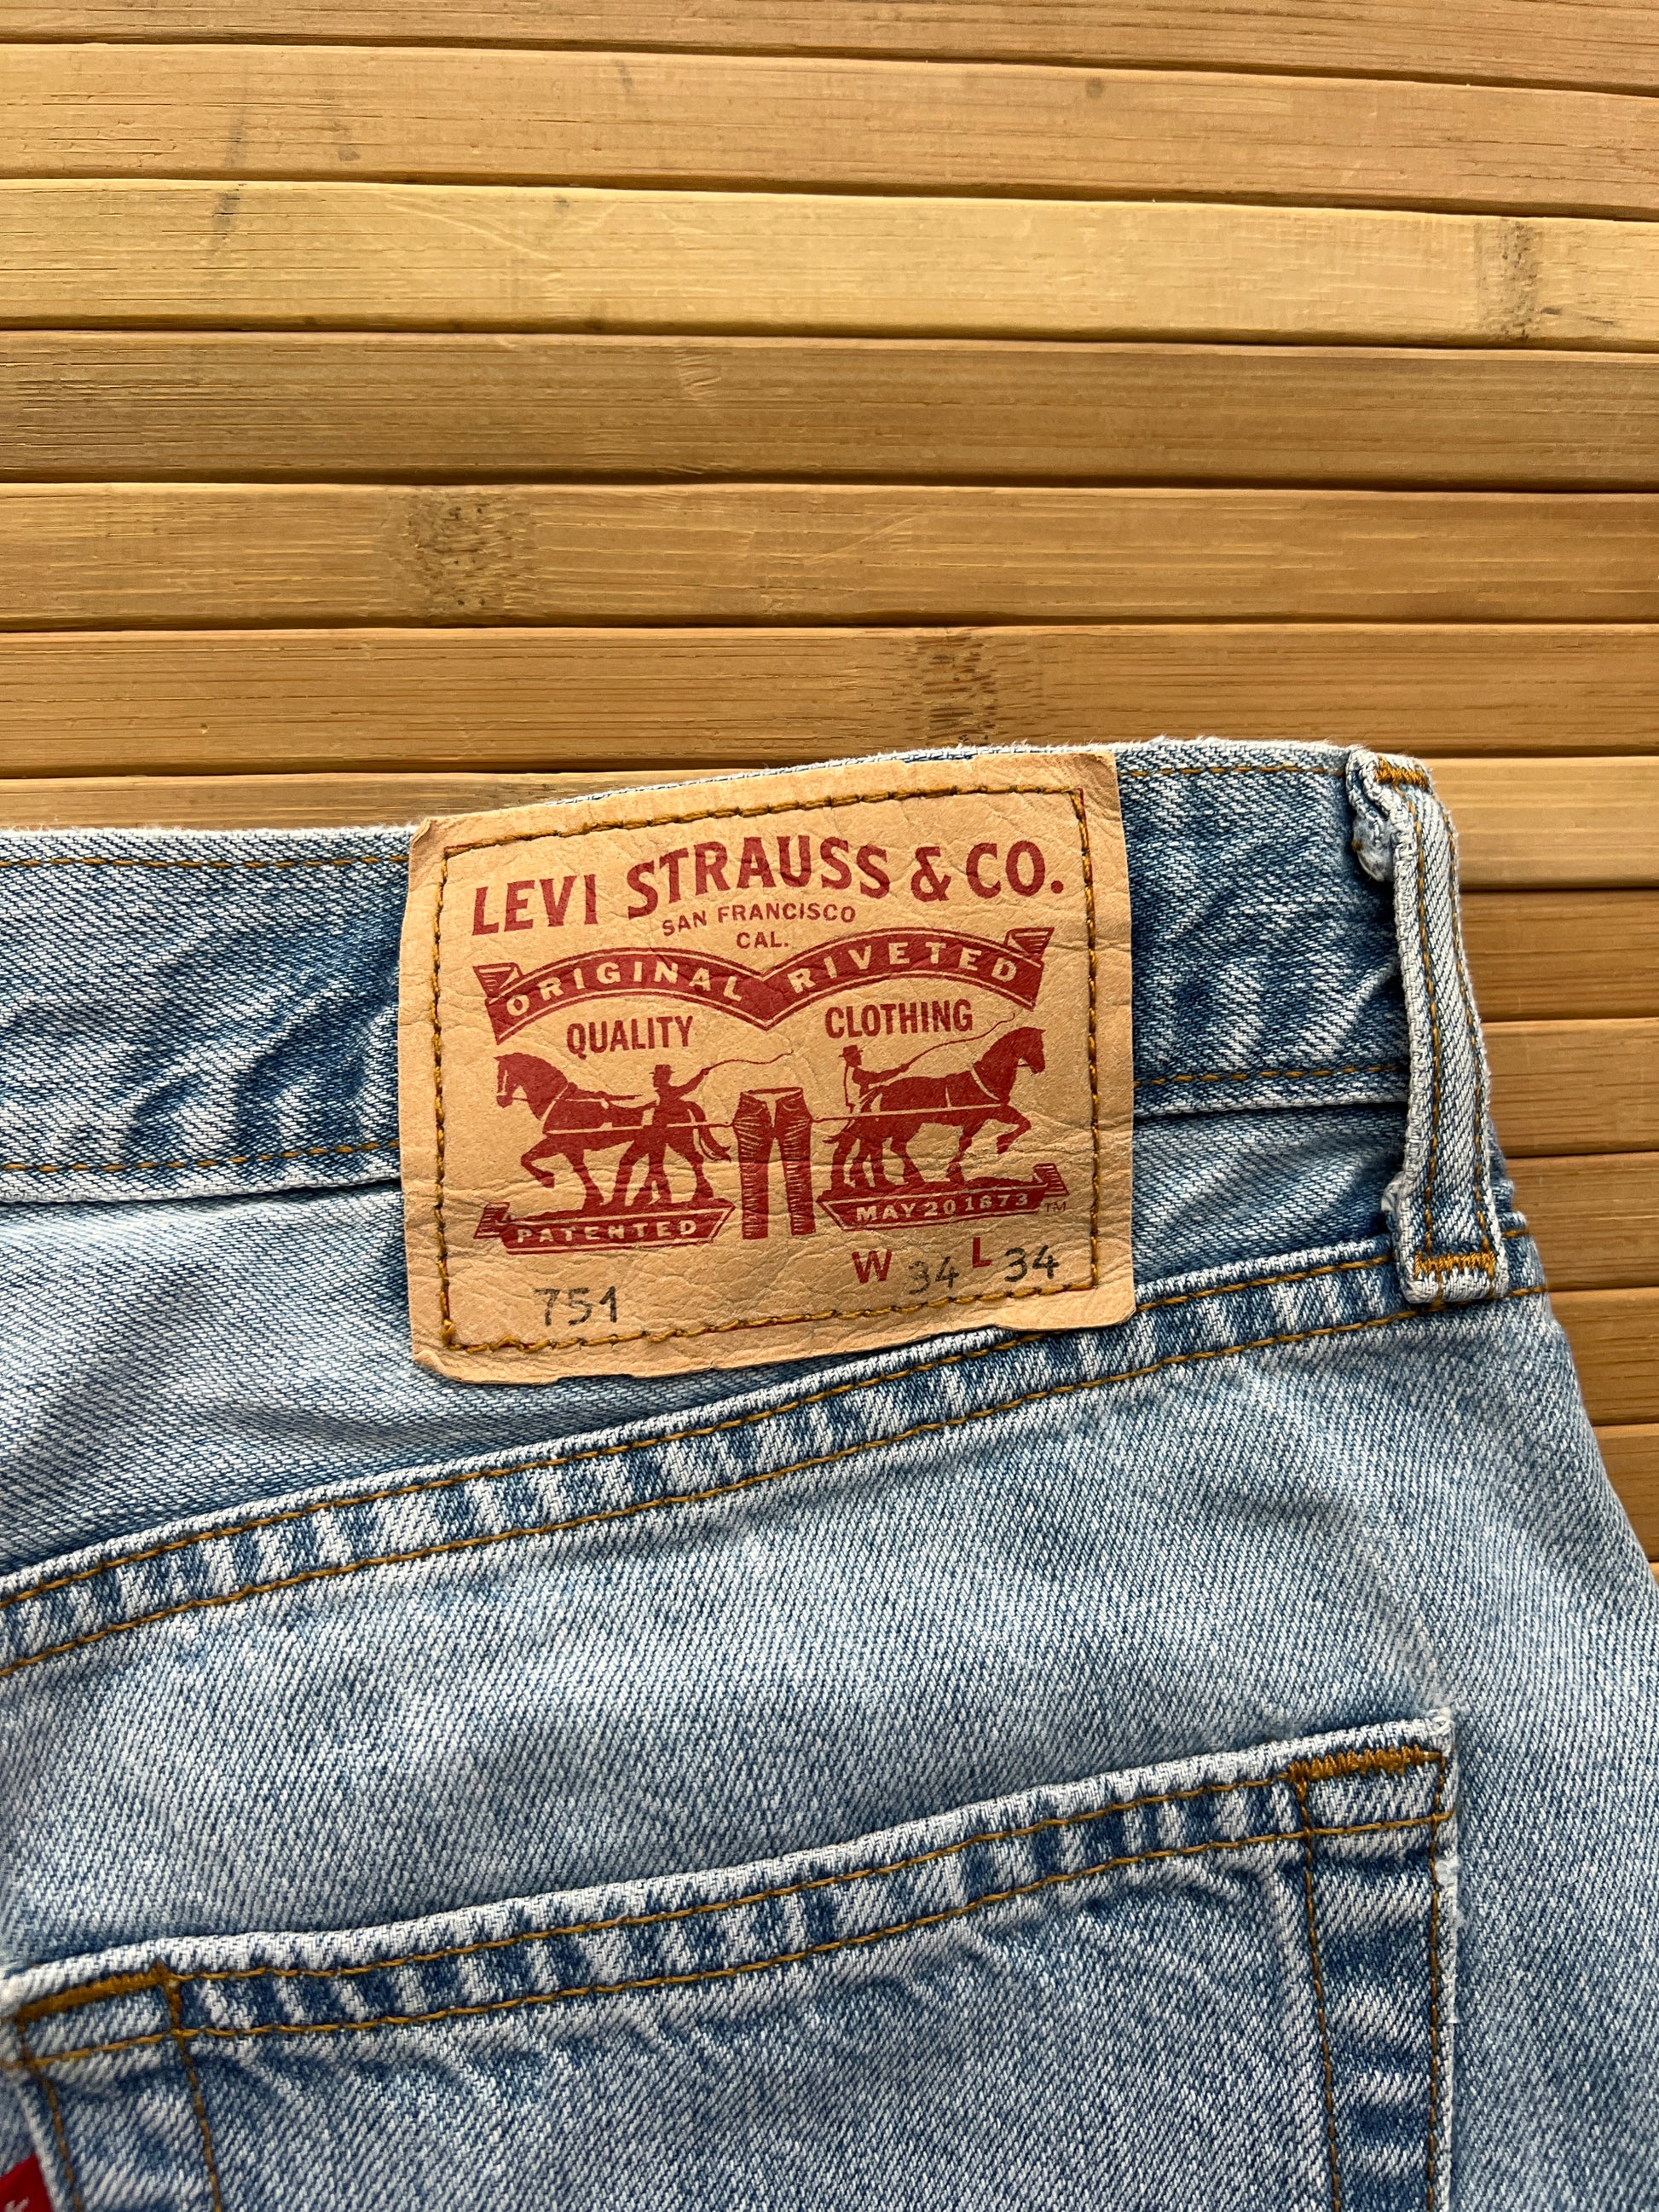 LEVI STRAUSS & CO.
SAN FRANCISCO
CAL.
ORIGINAL RIVETED
QUALITY CLOTHING
PATENTED MAY 20 1873 TM
751 W 34 L 34